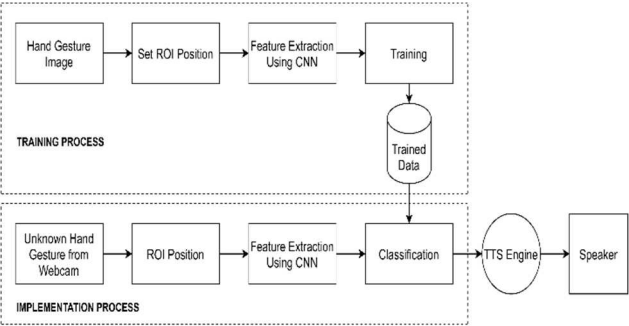 Hand Gesture
Image
Set ROI Position
Feature Extraction
Using CNN
Training
TRAINING PROCESS
Trained
Data
Unknown Hand
Gesture from
Webcam
ROI Position
Feature Extraction
Using CNN
Classification
TTS Engine
Speaker
IMPLEMENTATION PROCESS